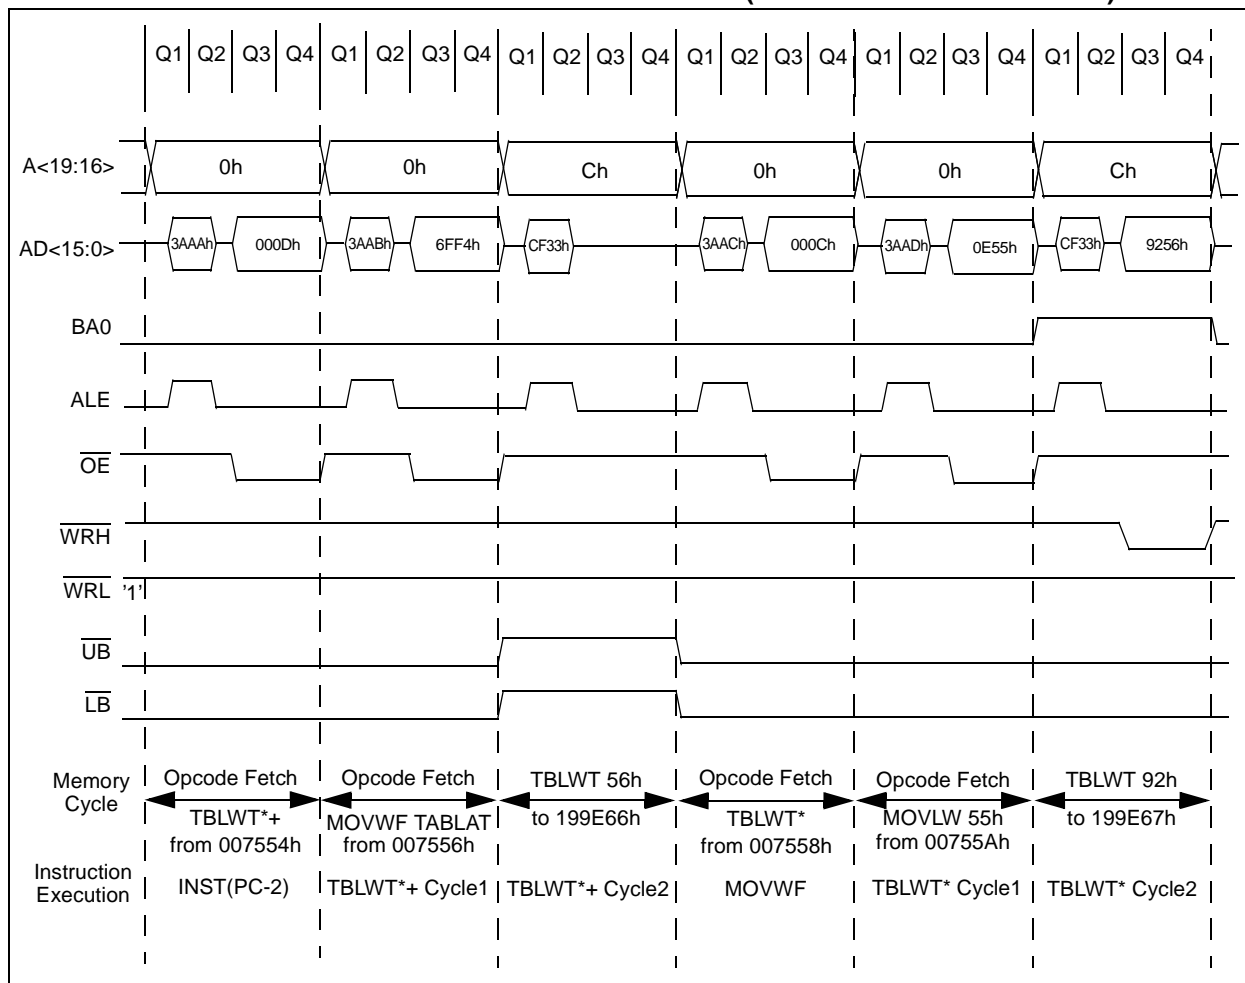 Q1 Q2 Q3 Q4 Q1 Q2 Q3 Q4 Q1 Q2 Q3 Q4 Q1 Q2 Q3 Q4 Q1 Q2 Q3 Q4 Q1 Q2 Q3 Q4
A<19:16> 0h 0h Ch 0h 0h Ch
AD<15:0> 3AAAh 000Dh 3AABh 6FF4h CF33h 3AACh 000Ch 3AADh 0E55h CF33h 9256h
BA0
ALE
OE
WRH
WRL '1'
UB
LB
Memory Cycle
Opcode Fetch
TBLWT*+
from 007554h
Opcode Fetch
MOVWF TABLAT
from 007556h
TBLWT 56h
to 199E66h
Opcode Fetch
TBLWT*
from 007558h
Opcode Fetch
MOVLW 55h
from 00755Ah
TBLWT 92h
to 199E67h
Instruction Execution
INST(PC-2) TBLWT*+ Cycle1 TBLWT*+ Cycle2 MOVWF TBLWT* Cycle1 TBLWT* Cycle2